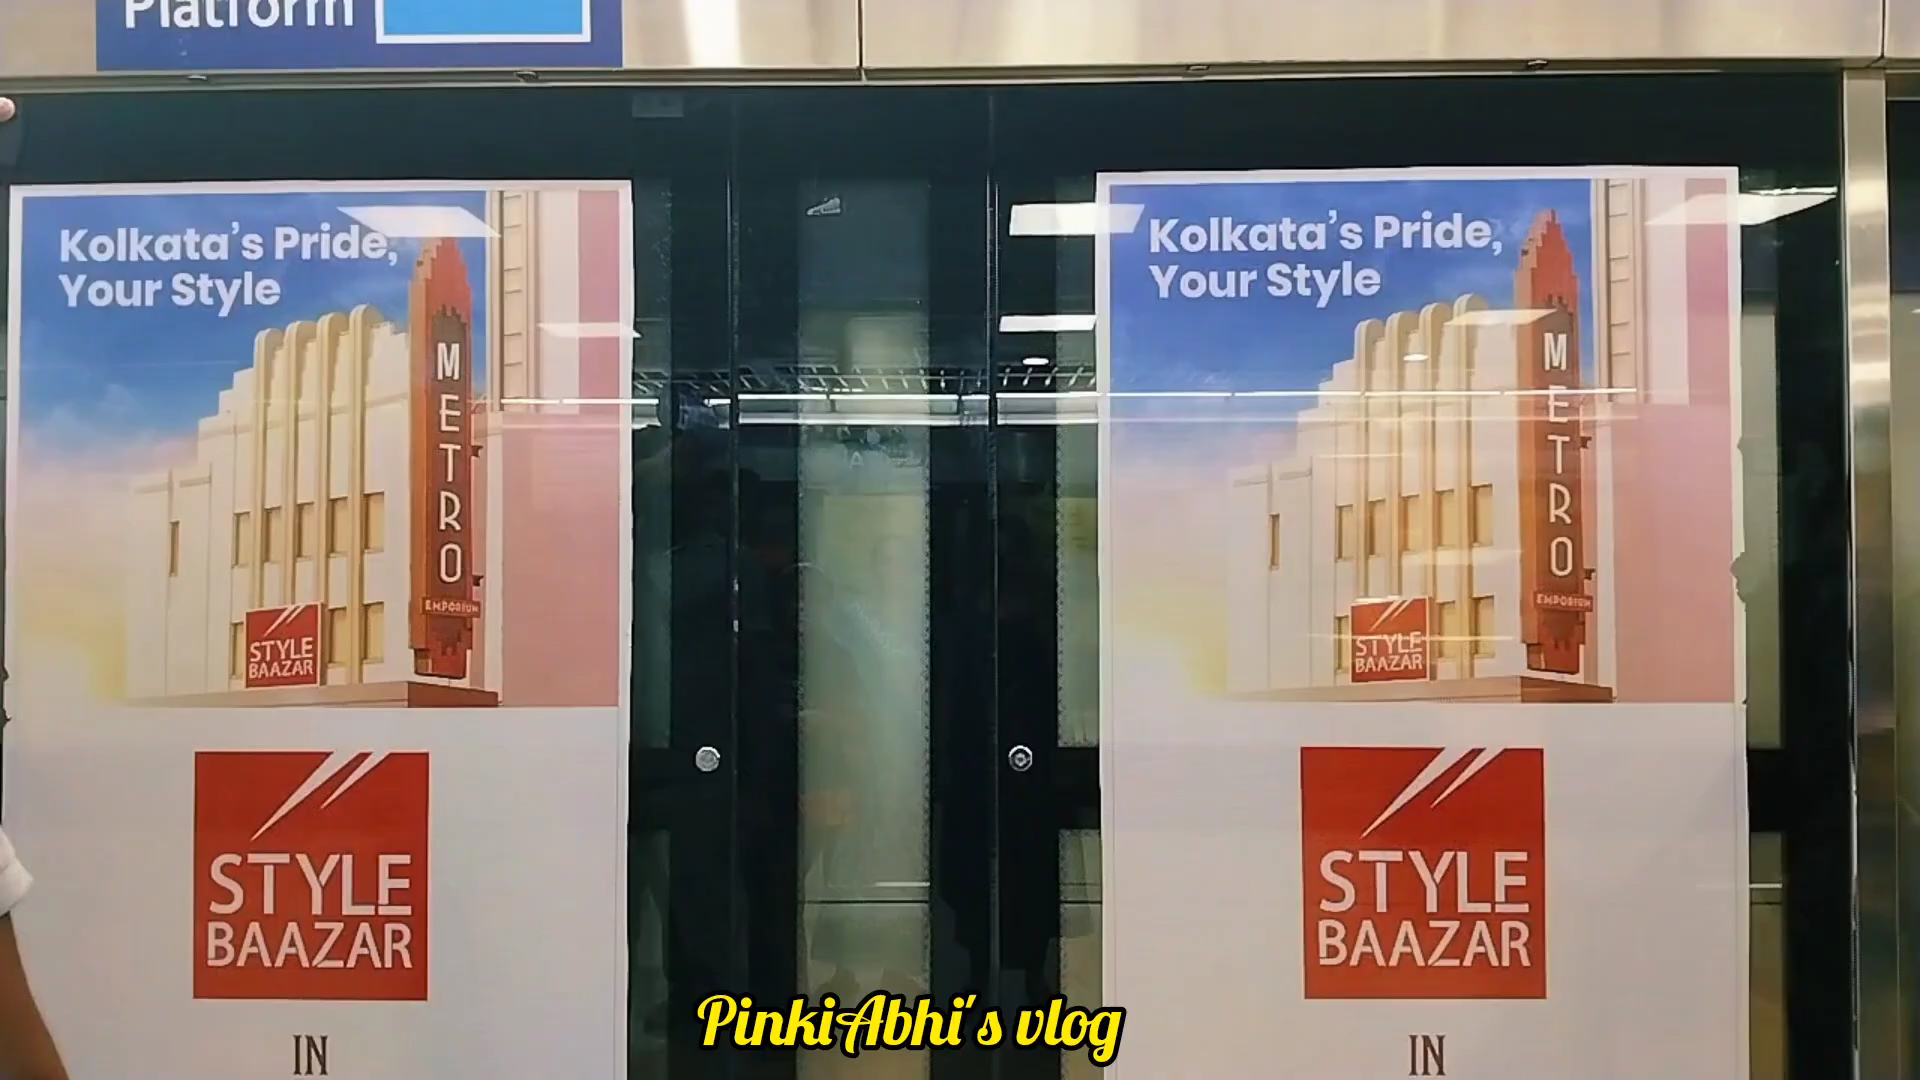 Platform
Kolkata's Pride,
Your Style
METRO
EMPORIUM
STYLE
BAAZAR
STYLE
BAAZAR
IN
Kolkata's Pride,
Your Style
METRO
EMPORIUM
STYLE
BAAZAR
STYLE
BAAZAR
IN
PinkiAbhi's vlog